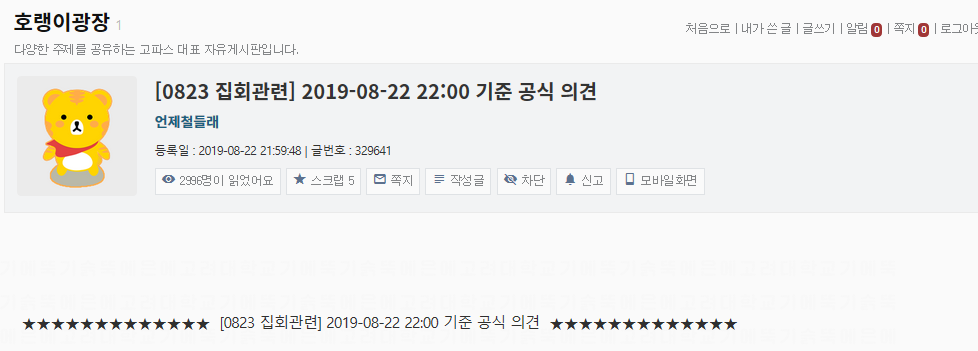 호랭이광장 1
처음으로 | 내가 쓴 글 | 글쓰기 | 알림 0 | 쪽지 0 | 로그아웃
다양한 주제를 공유하는 고파스 대표 자유게시판입니다.
[0823 집회관련] 2019-08-22 22:00 기준 공식 의견
언제철들래
등록일 : 2019-08-22 21:59:48 | 글번호 : 329641
2996명이 읽었어요 스크랩 5 쪽지 작성글 차단 신고 모바일화면
★★★★★★★★★★★★★ [0823 집회관련] 2019-08-22 22:00 기준 공식 의견 ★★★★★★★★★★★★★